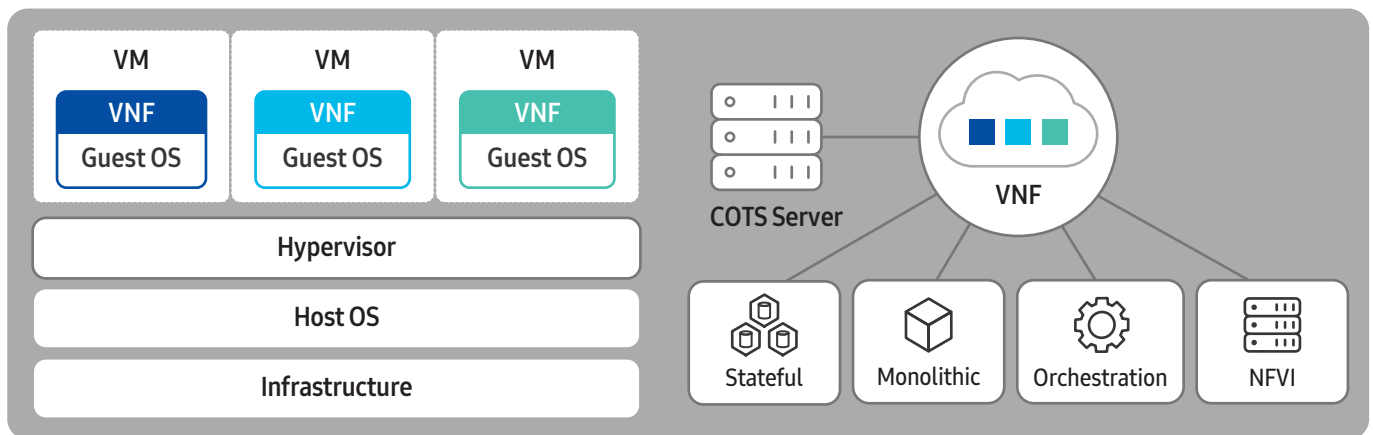 VM
VM
VM
VNF
VNF
VNF
Guest OS
Guest OS
Guest OS
Hypervisor
Host OS
Infrastructure
COTS Server
VNF
Stateful
Monolithic
Orchestration
NFVI